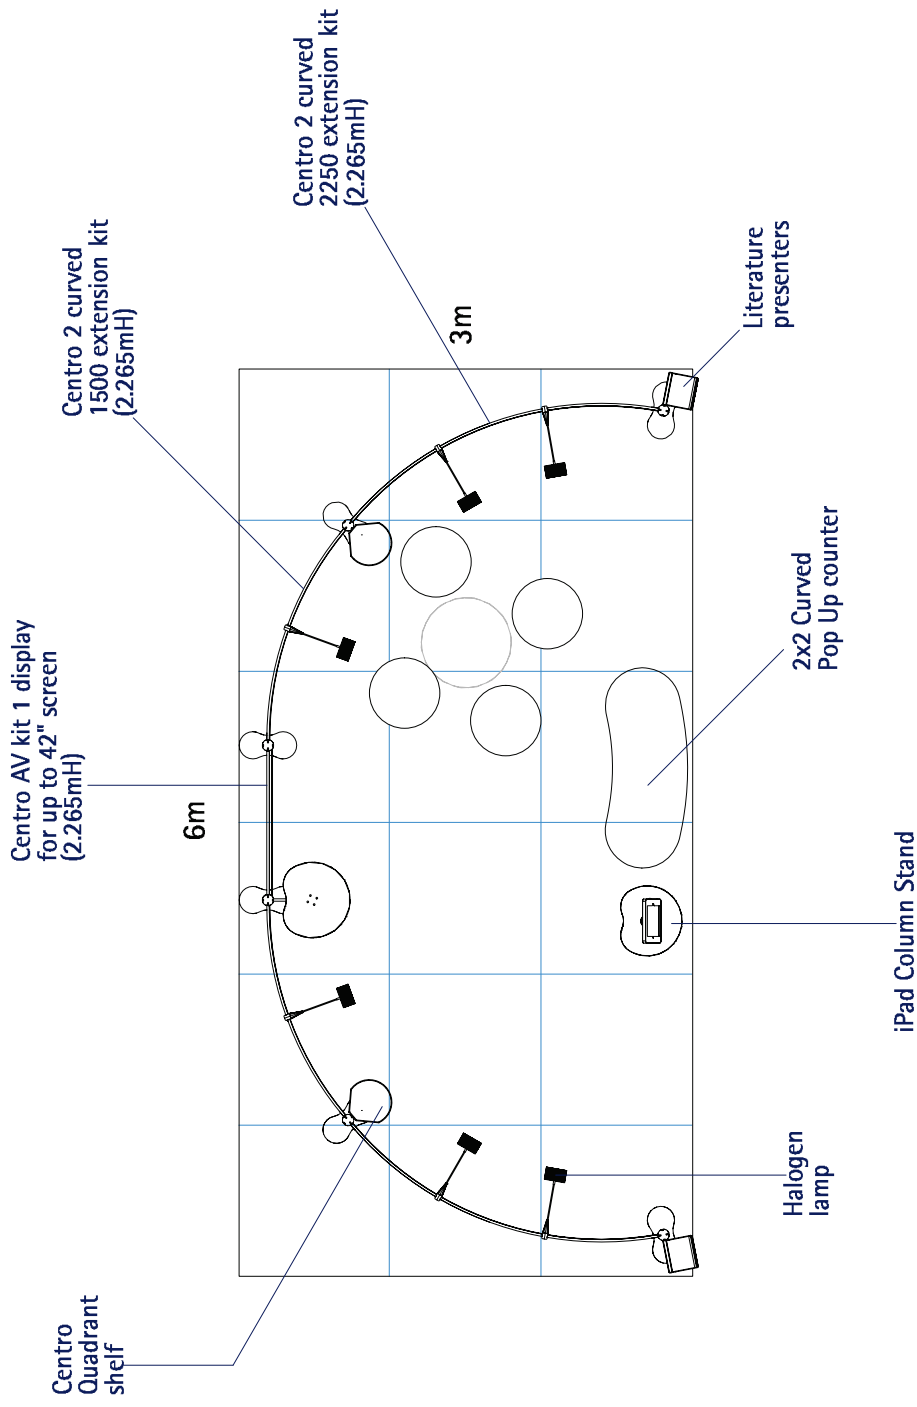 Centro
Quadrant
shelf
Centro AV kit 1 display
for up to 42" screen
(2.265mH)
Centro 2 curved
1500 extension kit
(2.265mH)
Centro 2 curved
2250 extension kit
(2.265mH)
6m
3m
Halogen
lamp
iPad Column Stand
2x2 Curved
Pop Up counter
Literature
presenters